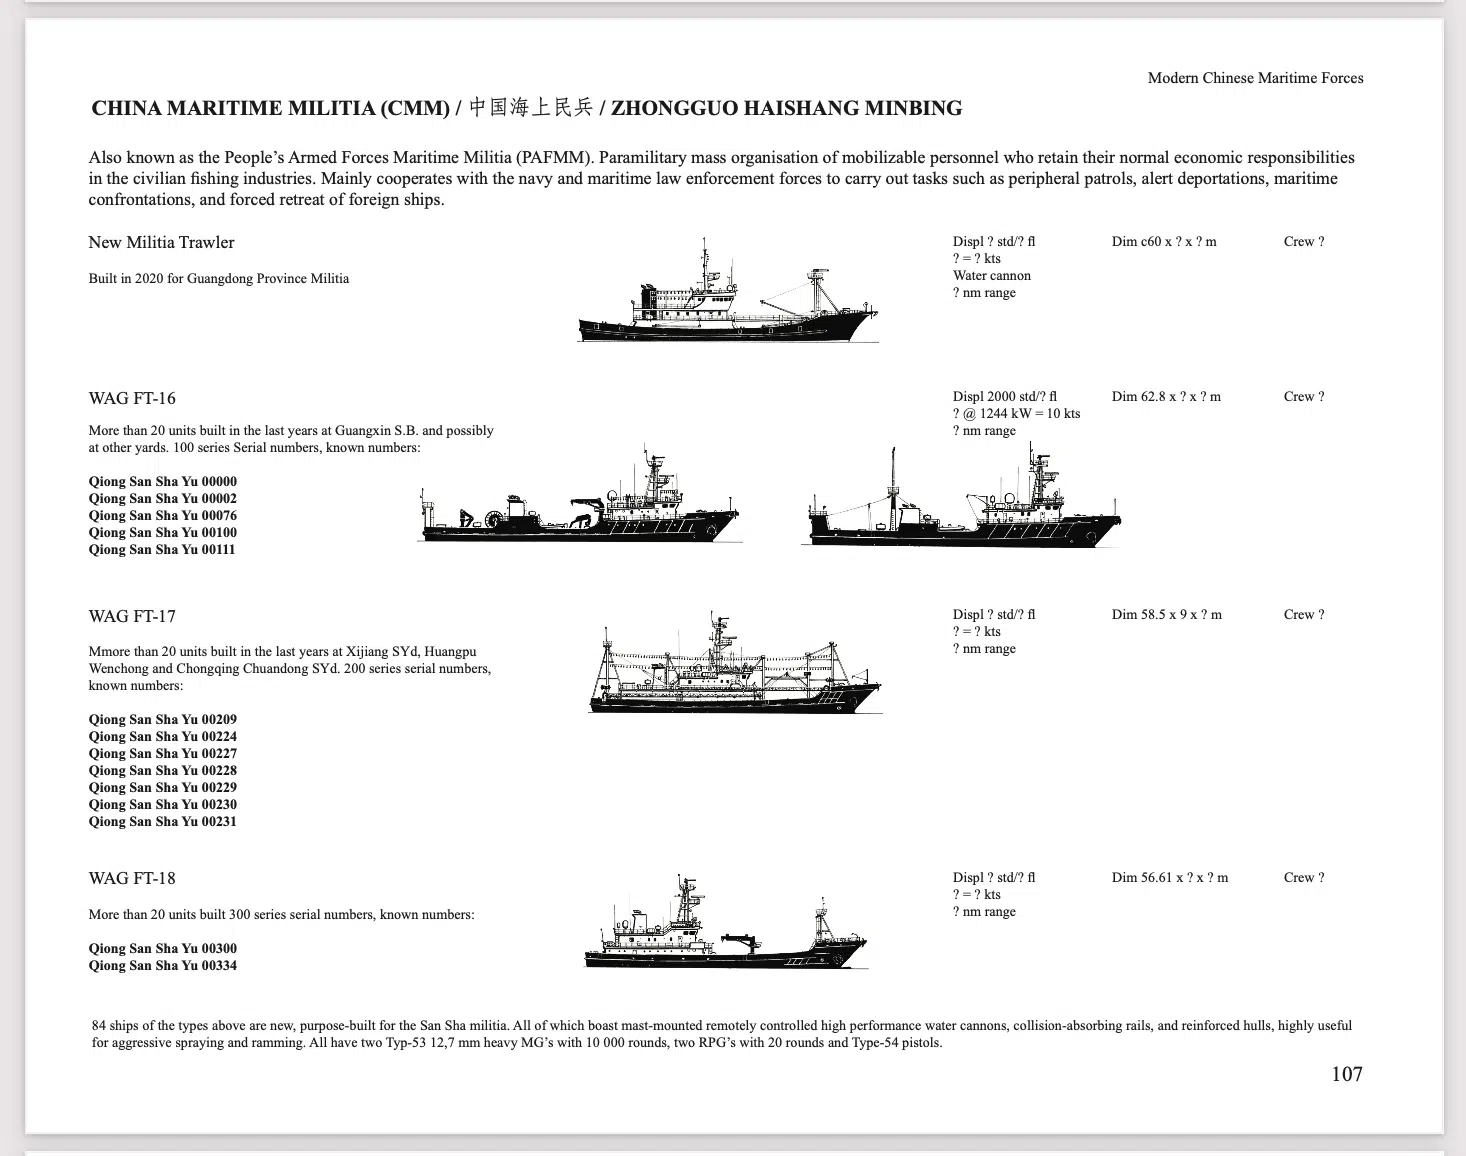 Modern Chinese Maritime Forces
CHINA MARITIME MILITIA (CMM) / 中国海上民兵 / ZHONGGUO HAISHANG MINBING
Also known as the People's Armed Forces Maritime Militia (PAFMM). Paramilitary mass organisation of mobilizable personnel who retain their normal economic responsibilities
in the civilian fishing industries. Mainly cooperates with the navy and maritime law enforcement forces to carry out tasks such as peripheral patrols, alert deportations, maritime
confrontations, and forced retreat of foreign ships.
New Militia Trawler
Built in 2020 for Guangdong Province Militia
Displ ? std/? fl
? = ? kts
Water cannon
? nm range
Dim c60 x ? x ? m
Crew ?
WAG FT-16
More than 20 units built in the last years at Guangxin S.B. and possibly
at other yards. 100 series Serial numbers, known numbers:
Qiong San Sha Yu 00000
Qiong San Sha Yu 00002
Qiong San Sha Yu 00076
Qiong San Sha Yu 00100
Qiong San Sha Yu 00111
Displ 2000 std/? fl
? @ 1244 kW = 10 kts
? nm range
Dim 62.8 x ? x ? m
Crew ?
WAG FT-17
Mmore than 20 units built in the last years at Xijiang SYd, Huangpu
Wenchong and Chongqing Chuandong SYd. 200 series serial numbers,
known numbers:
Qiong San Sha Yu 00209
Qiong San Sha Yu 00224
Qiong San Sha Yu 00227
Qiong San Sha Yu 00228
Qiong San Sha Yu 00229
Qiong San Sha Yu 00230
Qiong San Sha Yu 00231
Displ ? std/? fl
? = ? kts
? nm range
Dim 58.5 x 9 x ? m
Crew ?
WAG FT-18
More than 20 units built 300 series serial numbers, known numbers:
Qiong San Sha Yu 00300
Qiong San Sha Yu 00334
Displ ? std/? fl
? = ? kts
? nm range
Dim 56.61 x ? x ? m
Crew ?
84 ships of the types above are new, purpose-built for the San Sha militia. All of which boast mast-mounted remotely controlled high performance water cannons, collision-absorbing rails, and reinforced hulls, highly useful
for aggressive spraying and ramming. All have two Typ-53 12,7 mm heavy MG's with 10 000 rounds, two RPG's with 20 rounds and Type-54 pistols.
107